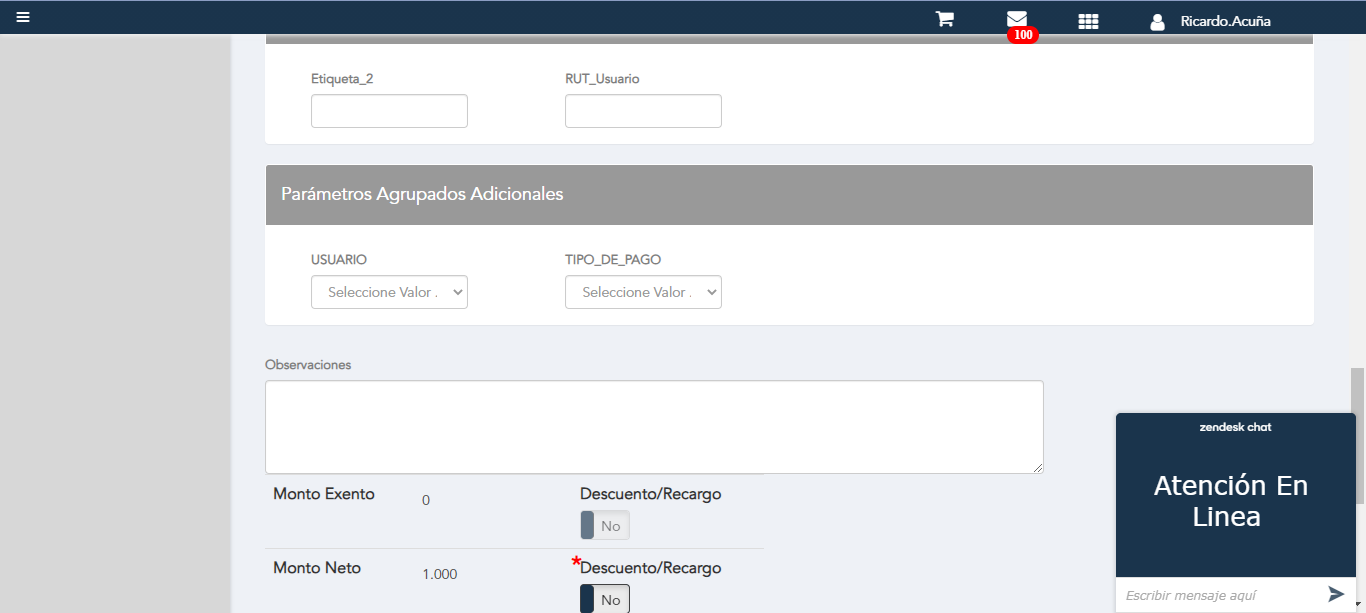 Ricardo.Acuña
100
Etiqueta_2 RUT_Usuario
Parámetros Agrupados Adicionales
USUARIO TIPO_DE_PAGO
Seleccione Valor . Seleccione Valor .
Observaciones
zendesk chat
Atención En
Linea
Monto Exento 0 Descuento/Recargo
No
Monto Neto 1.000 *Descuento/Recargo
No
Escribir mensaje aquí